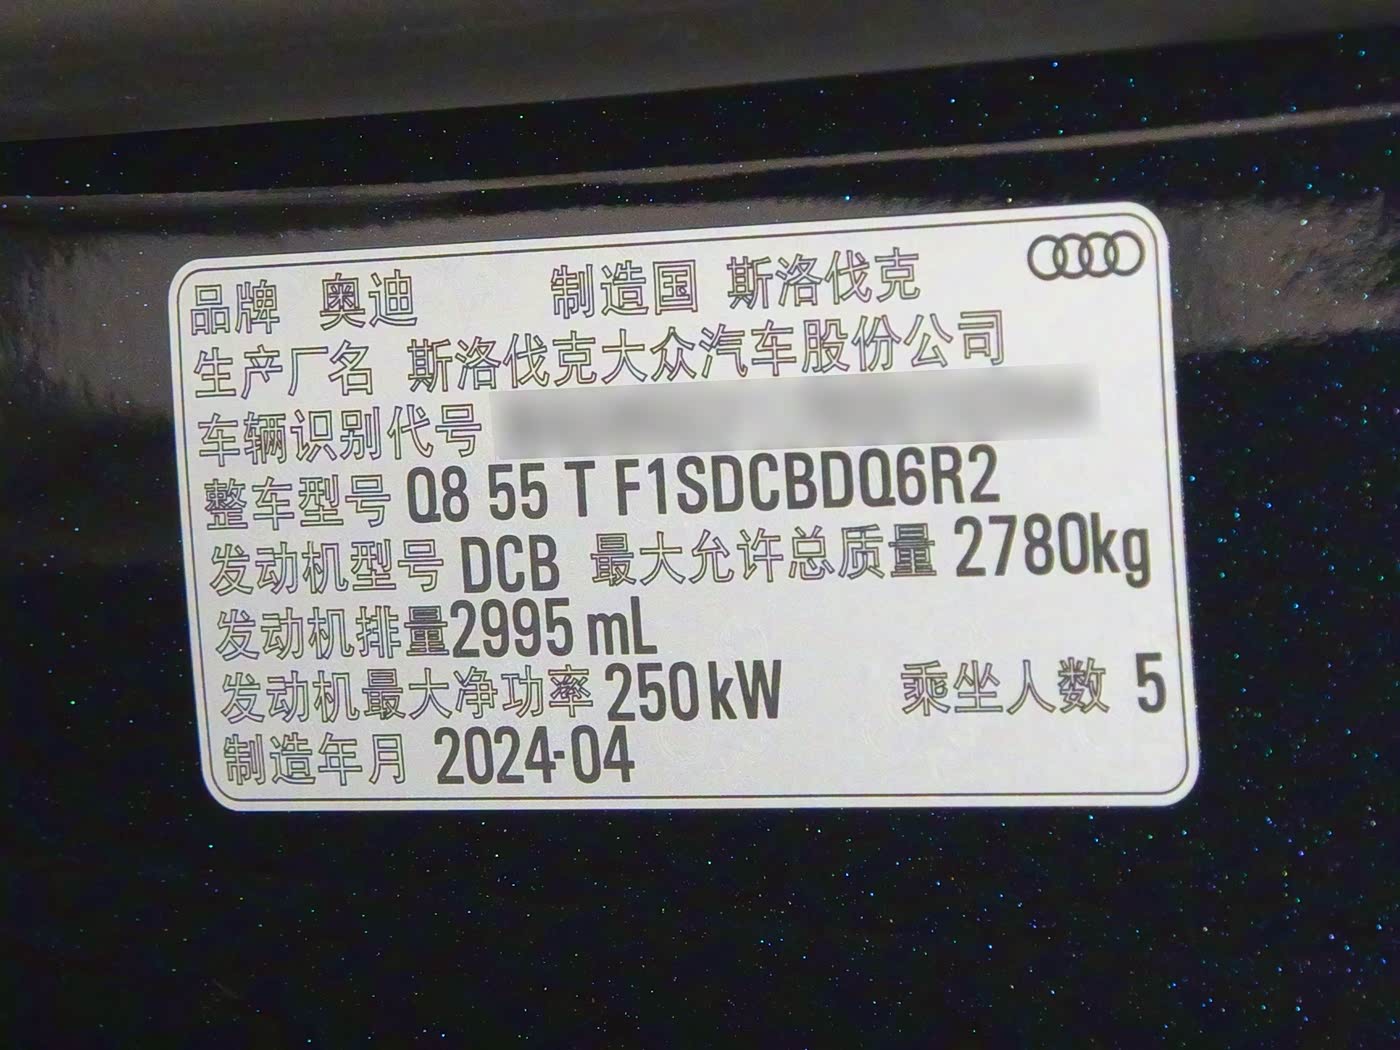 品牌 奥迪 制造国 斯洛伐克
生产厂名 斯洛伐克大众汽车股份公司
车辆识别代号
整车型号 Q8 55 T F1SDCBDQ6R2
发动机型号 DCB 最大允许总质量 2780kg
发动机排量 2995 mL
发动机最大净功率 250 kW 乘坐人数 5
制造年月 2024-04